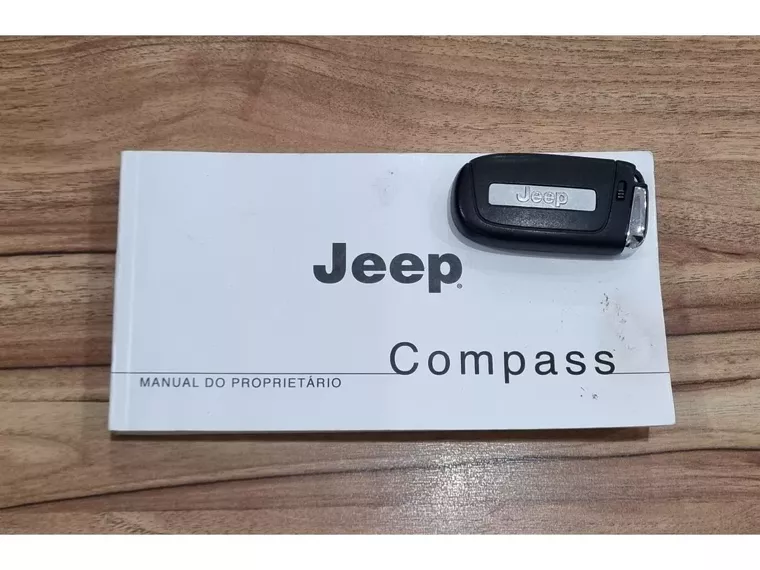 Jeep
Jeep
Compass
MANUAL DO PROPRIETÁRIO